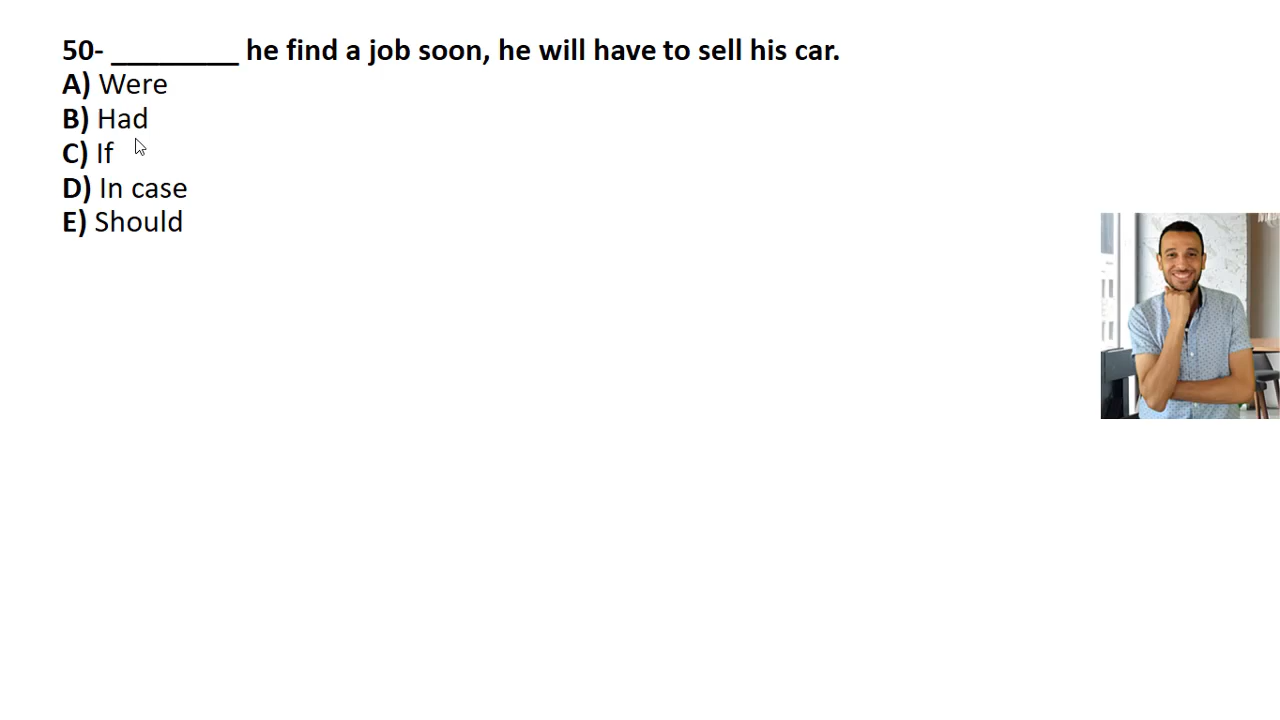 50- _________ he find a job soon, he will have to sell his car.
A) Were
B) Had
C) If
D) In case
E) Should